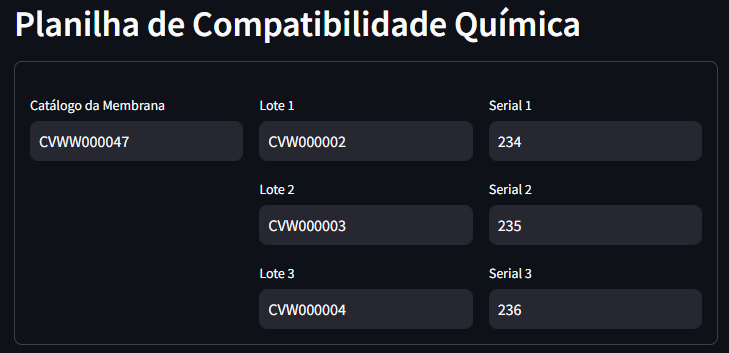 Planilha de Compatibilidade Química
Catálogo da Membrana Lote 1 Serial 1
CVWW000047 CVW000002 234
Lote 2 Serial 2
CVW000003 235
Lote 3 Serial 3
CVW000004 236